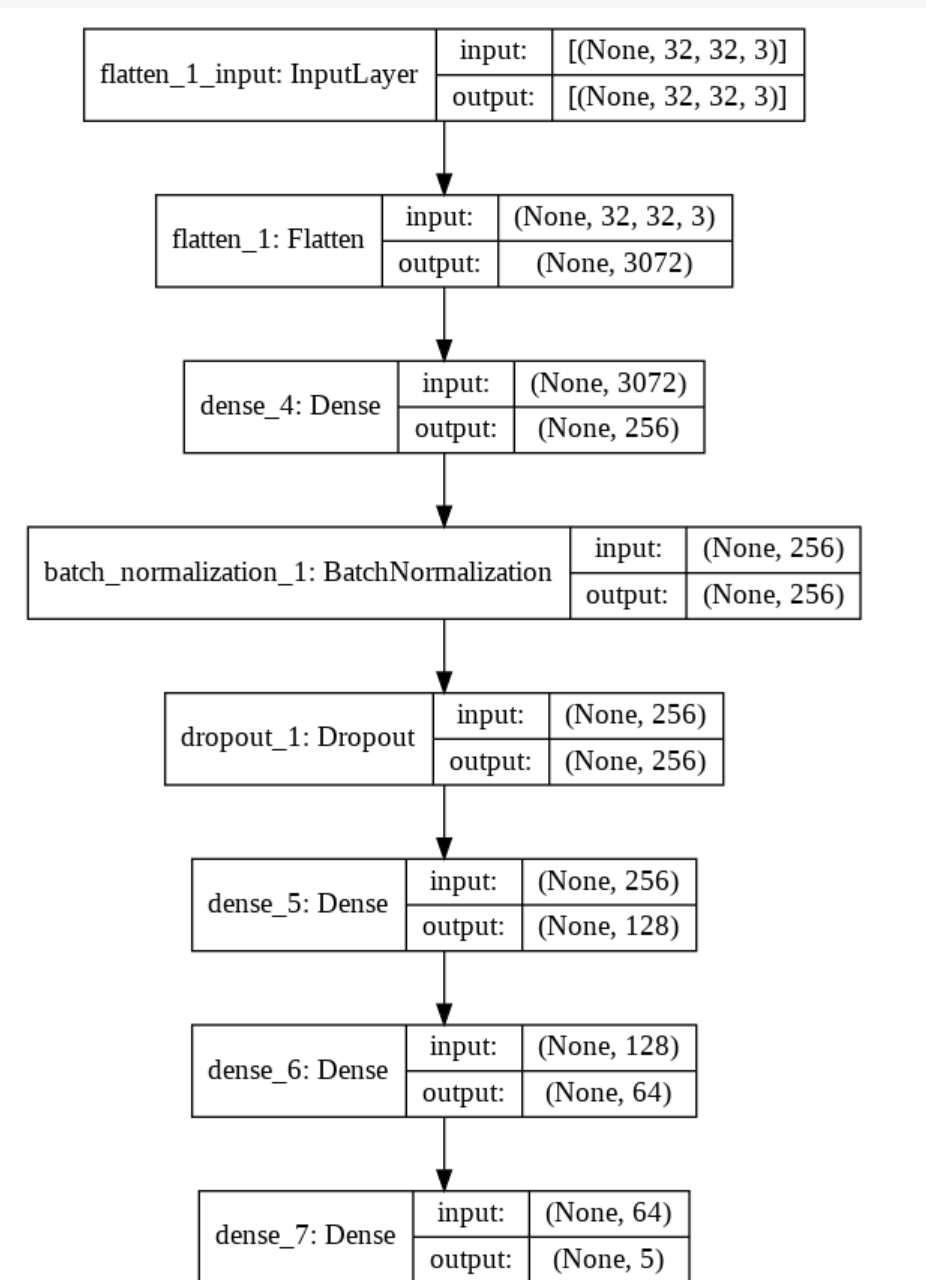 flatten_1_input: InputLayer
input: [(None, 32, 32, 3)]
output: [(None, 32, 32, 3)]
flatten_1: Flatten
input: (None, 32, 32, 3)
output: (None, 3072)
dense_4: Dense
input: (None, 3072)
output: (None, 256)
batch_normalization_1: BatchNormalization
input: (None, 256)
output: (None, 256)
dropout_1: Dropout
input: (None, 256)
output: (None, 256)
dense_5: Dense
input: (None, 256)
output: (None, 128)
dense_6: Dense
input: (None, 128)
output: (None, 64)
dense_7: Dense
input: (None, 64)
output: (None, 5)